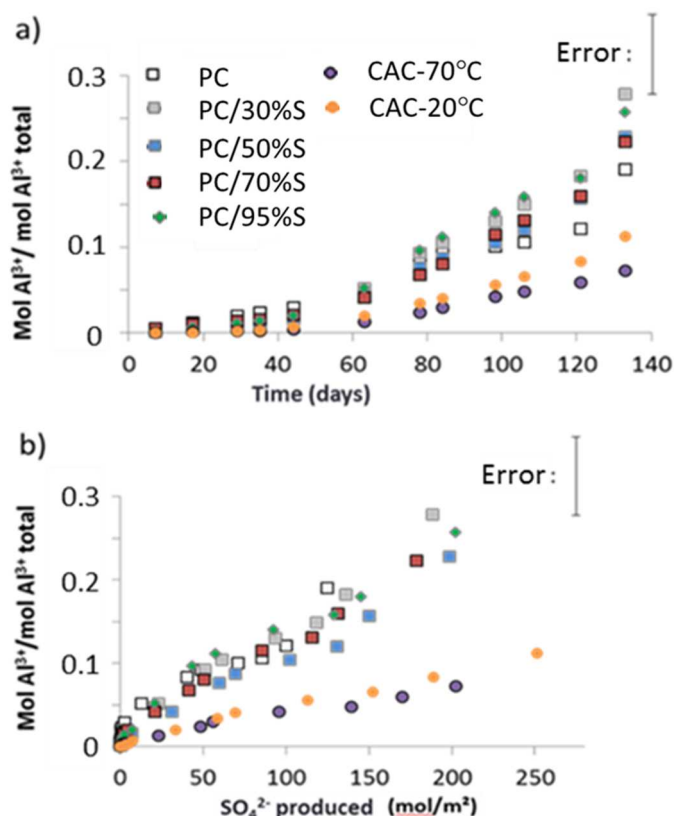 a)
Error :
0.3
0.2
0.1
0
Mol Al³⁺/ mol Al³⁺ total
PC
PC/30%S
PC/50%S
PC/70%S
PC/95%S
CAC-70°C
CAC-20°C
0 20 40 60 80 100 120 140
Time (days)
b)
Error :
0.3
0.2
0.1
0
Mol Al³⁺/mol Al³⁺ total
0 50 100 150 200 250
SO₄²⁻ produced (mol/m²)